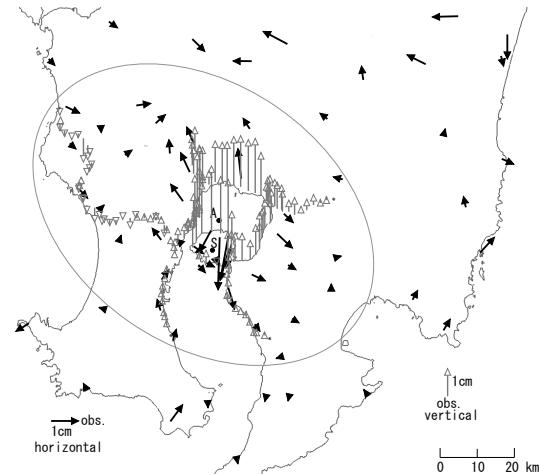 A
S
obs.
1cm
horizontal
1cm
obs.
vertical
0 10 20 km